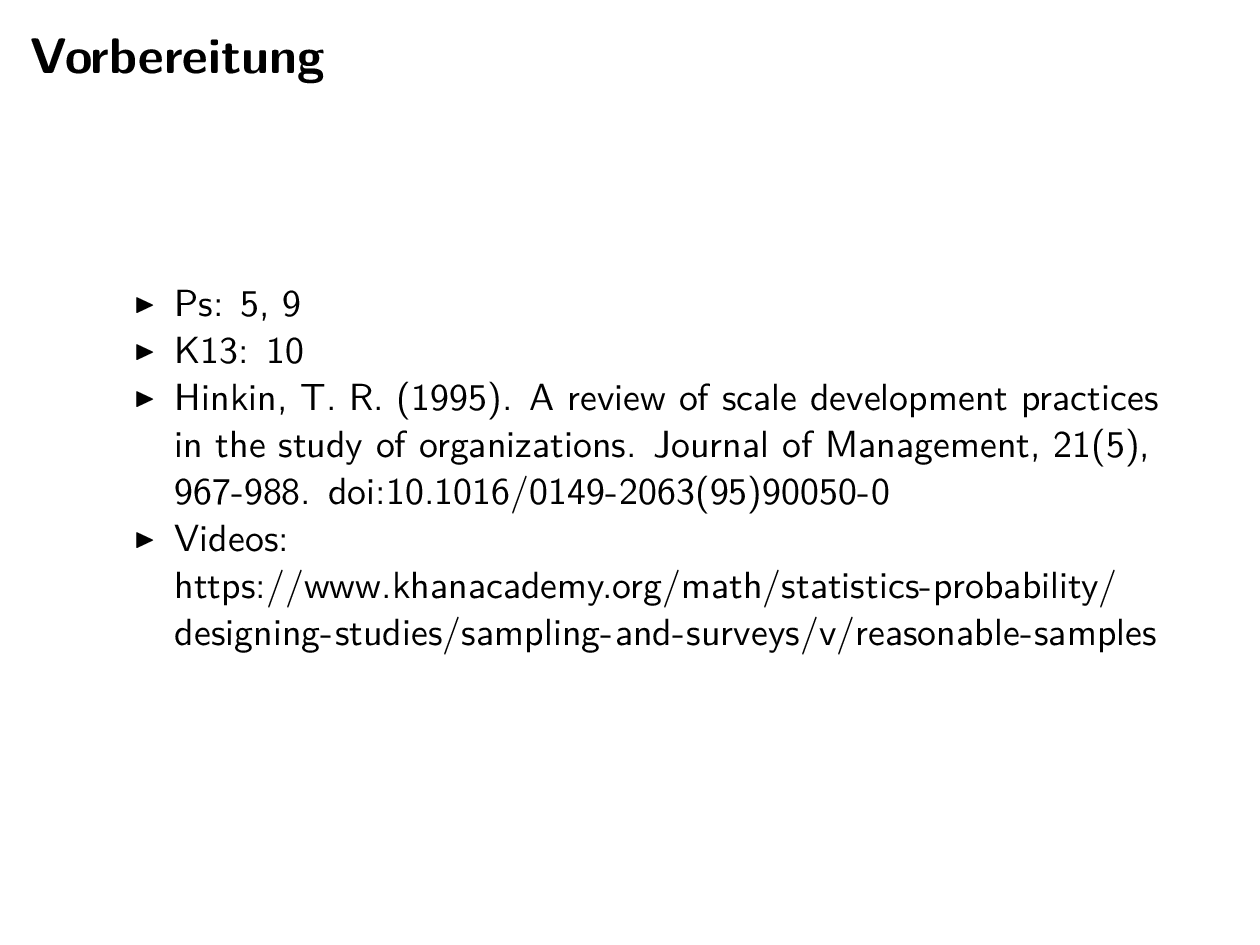 Vorbereitung
▶ Ps: 5, 9
▶ K13: 10
▶ Hinkin, T. R. (1995). A review of scale development practices
in the study of organizations. Journal of Management, 21(5),
967-988. doi:10.1016/0149-2063(95)90050-0
▶ Videos:
https://www.khanacademy.org/math/statistics-probability/
designing-studies/sampling-and-surveys/v/reasonable-samples